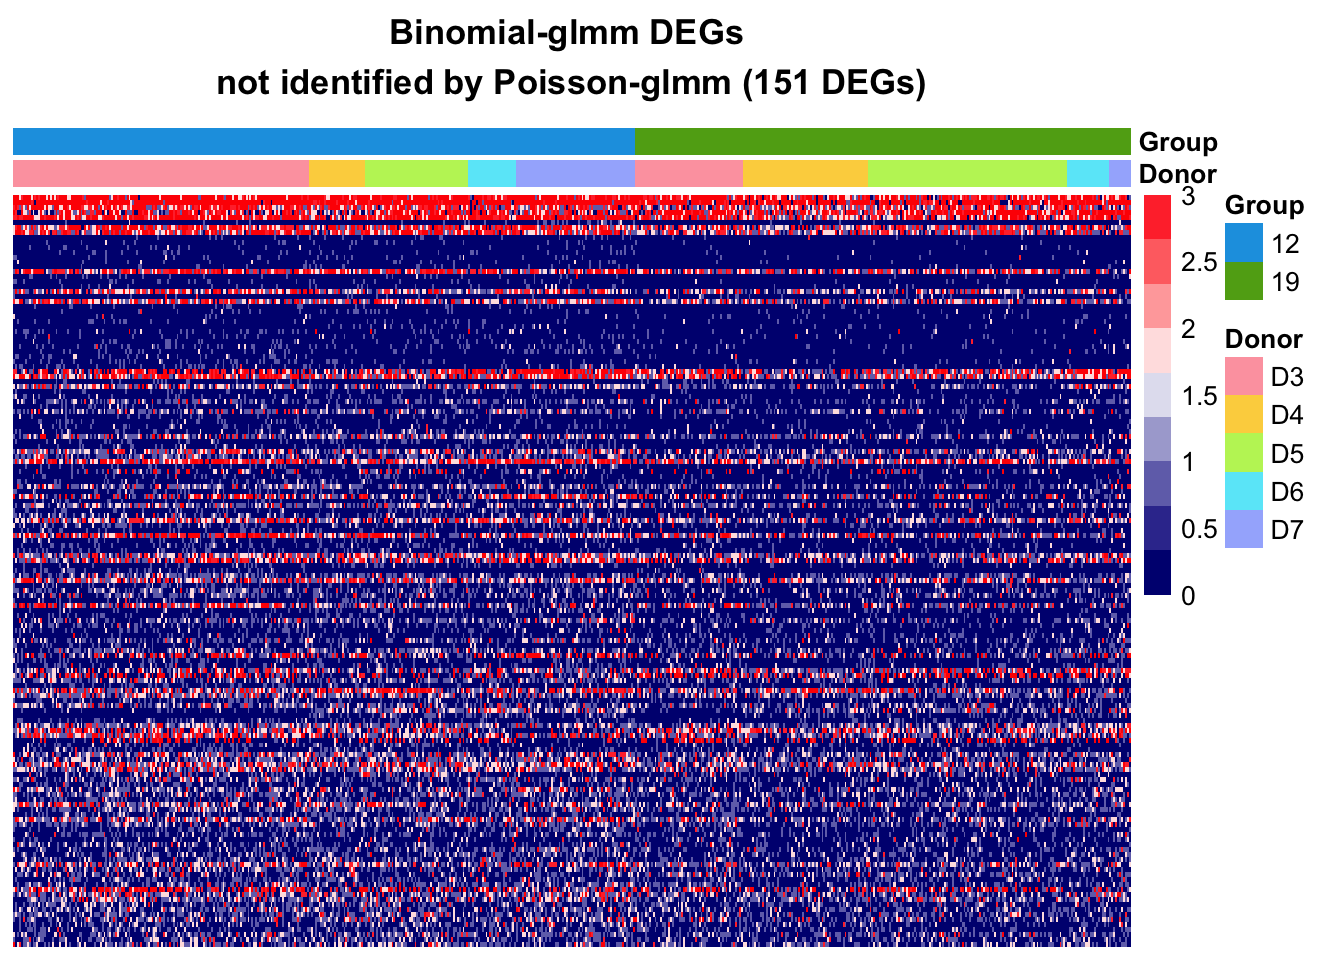 Binomial-glmm DEGs
not identified by Poisson-glmm (151 DEGs)
Group
Donor
3
2.5
2
1.5
1
0.5
0
Group
12
19
Donor
D3
D4
D5
D6
D7